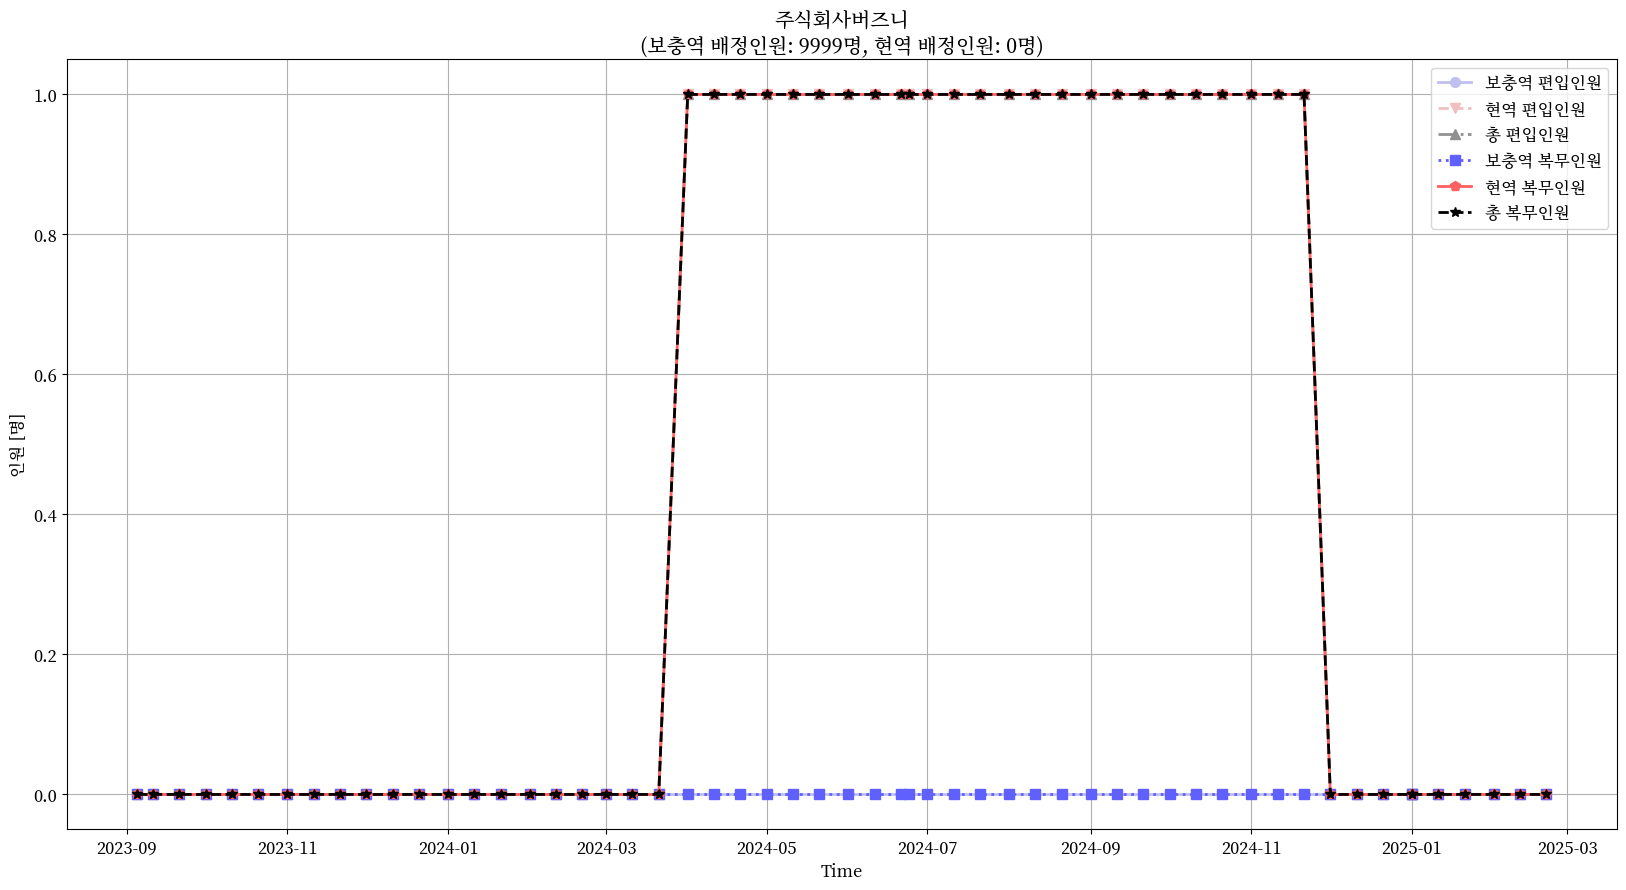 주식회사버즈니
(보충역 배정인원: 9999명, 현역 배정인원: 0명)
보충역 편입인원
현역 편입인원
총 편입인원
보충역 복무인원
현역 복무인원
총 복무인원
인원 [명]
1.0
0.8
0.6
0.4
0.2
0.0
2023-09
2023-11
2024-01
2024-03
2024-05
2024-07
2024-09
2024-11
2025-01
2025-03
Time